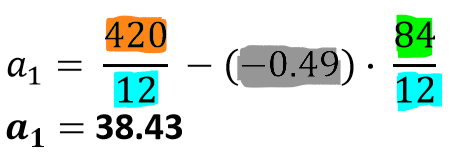 a₁ = 420/12 − (−0.49) · 84/12
a₁ = 38.43